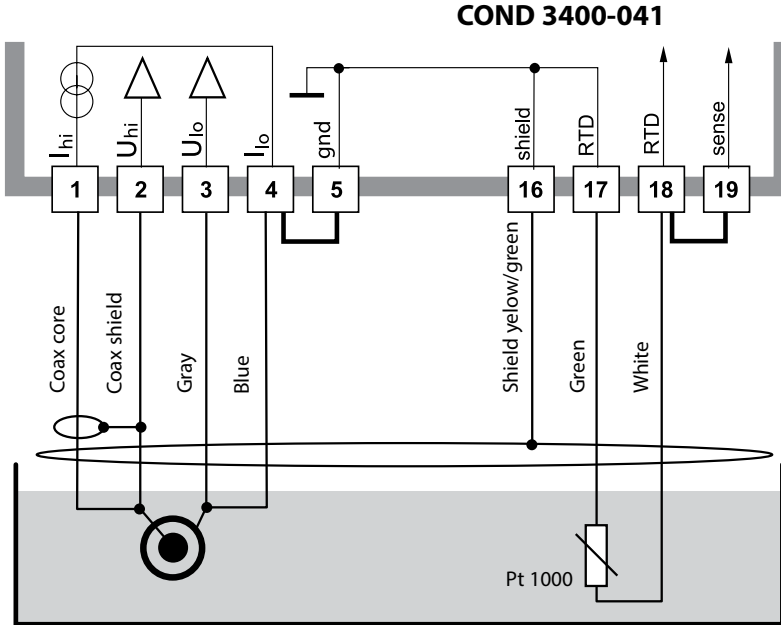 COND 3400-041
Ihi
Uhi
Ulo
Ilo
gnd
shield
RTD
RTD
sense
1
2
3
4
5
16
17
18
19
Coax core
Coax shield
Gray
Blue
Shield yelow/green
Green
White
Pt 1000